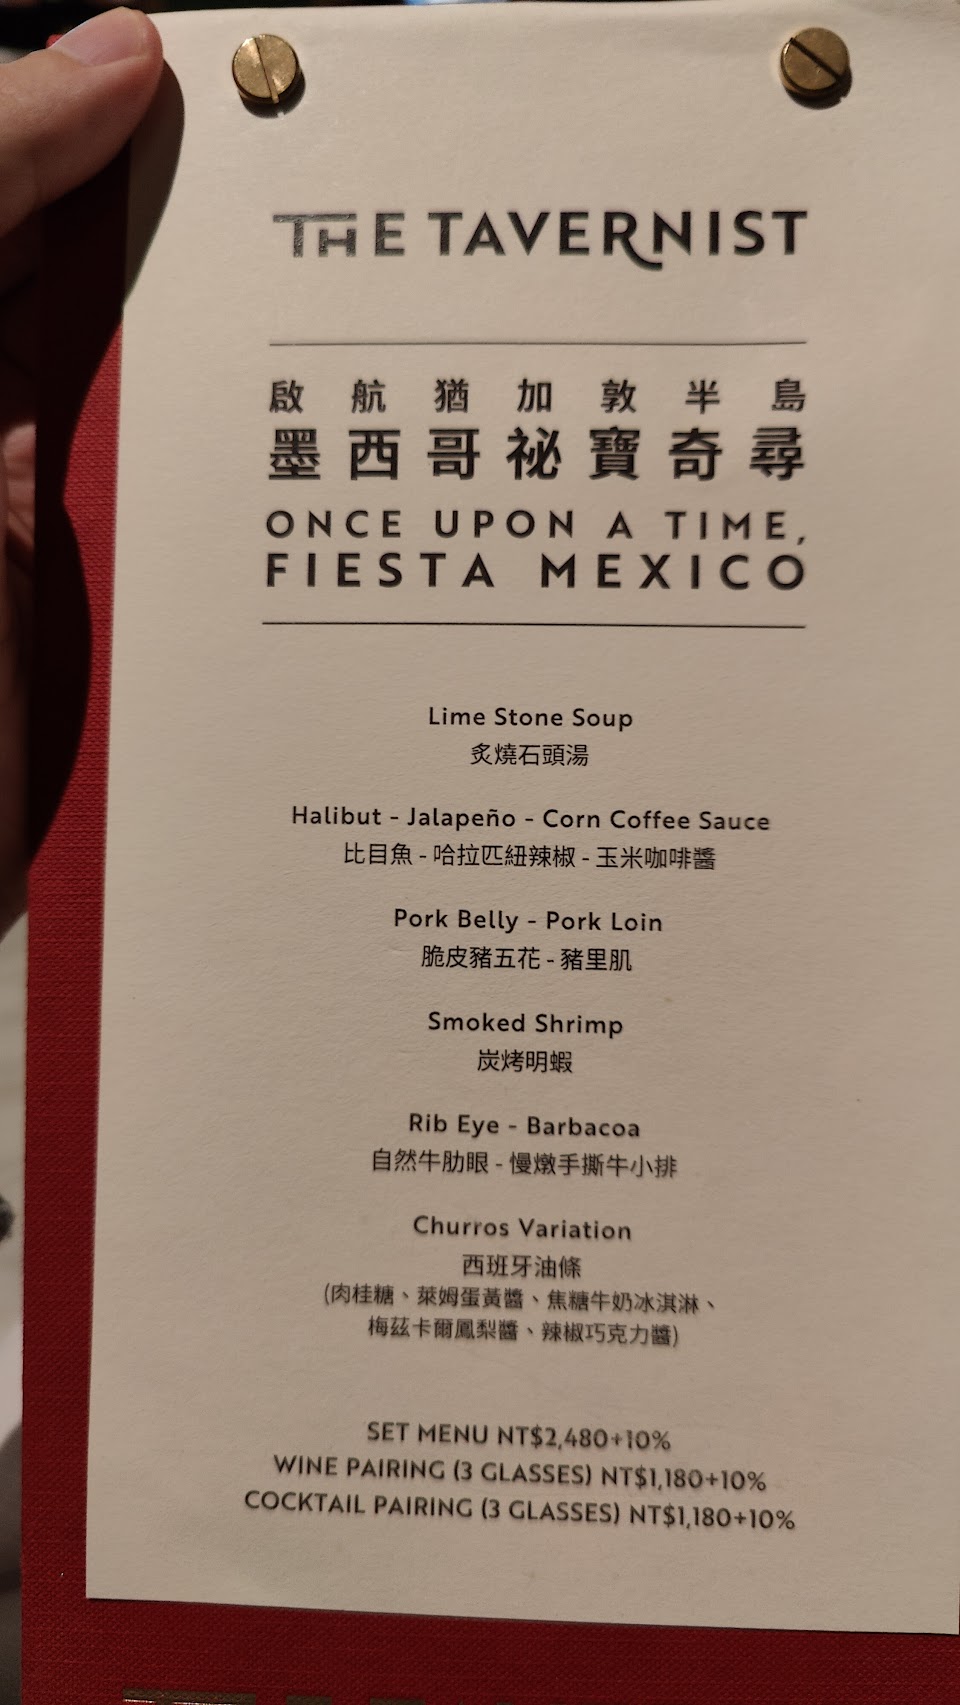 THE TAVERNIST
啟航猶加敦半島
墨西哥祕寶奇尋
ONCE UPON A TIME,
FIESTA MEXICO
Lime Stone Soup
炙燒石頭湯
Halibut - Jalapeño - Corn Coffee Sauce
比目魚 - 哈拉匹紐辣椒 - 玉米咖啡醬
Pork Belly - Pork Loin
脆皮豬五花 - 豬里肌
Smoked Shrimp
炭烤明蝦
Rib Eye - Barbacoa
自然牛肋眼 - 慢燉手撕牛小排
Churros Variation
西班牙油條
(肉桂糖、萊姆蛋黃醬、焦糖牛奶冰淇淋、
梅茲卡爾鳳梨醬、辣椒巧克力醬)
SET MENU NT$2,480+10%
WINE PAIRING (3 GLASSES) NT$1,180+10%
COCKTAIL PAIRING (3 GLASSES) NT$1,180+10%